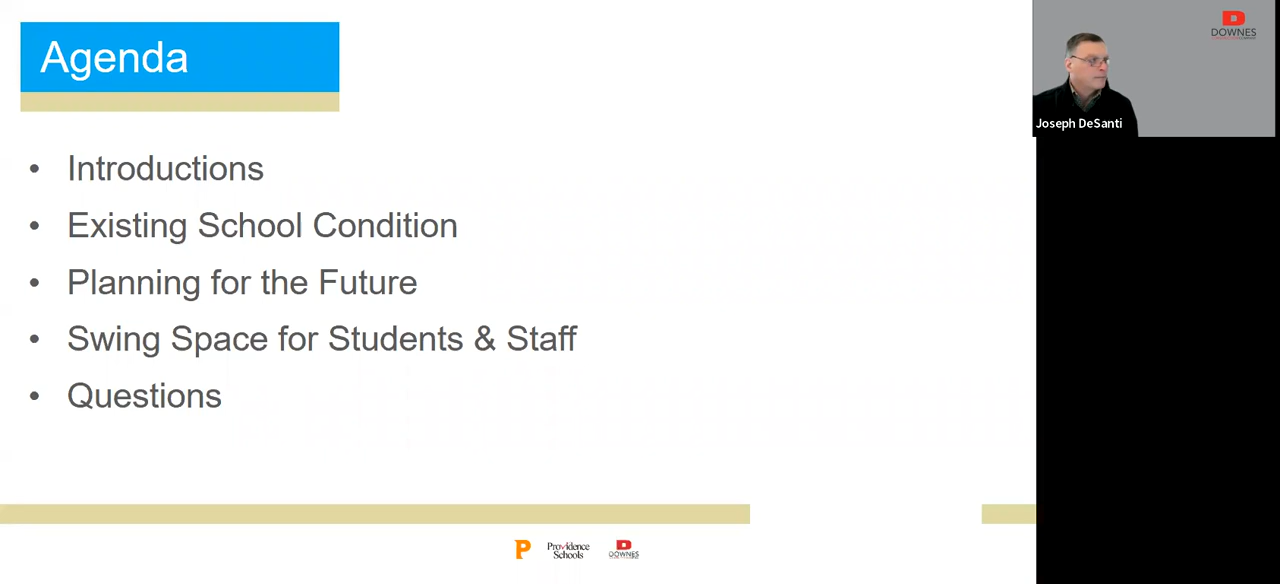 Agenda
• Introductions
• Existing School Condition
• Planning for the Future
• Swing Space for Students & Staff
• Questions
P
Providence
Schools
D
DOWNES
D
DOWNES
Joseph DeSanti